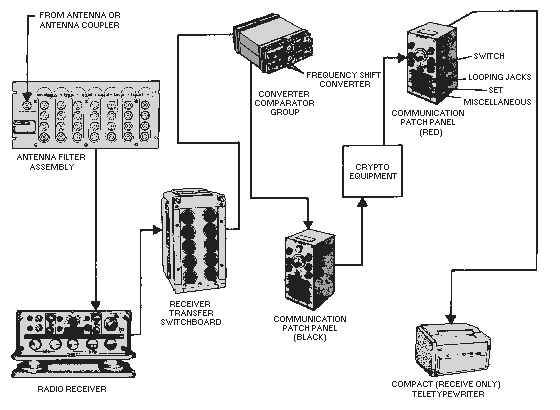 FROM ANTENNA OR
ANTENNA COUPLER
ANTENNA FILTER
ASSEMBLY
RADIO RECEIVER
RECEIVER
TRANSFER
SWITCHBOARD
FREQUENCY SHIFT
CONVERTER
CONVERTER
COMPARATOR
GROUP
COMMUNICATION
PATCH PANEL
(BLACK)
CRYPTO
EQUIPMENT
SWITCH
LOOPING JACKS
SET
MISCELLANEOUS
COMMUNICATION
PATCH PANEL
(RED)
COMPACT (RECEIVE ONLY)
TELETYPEWRITER